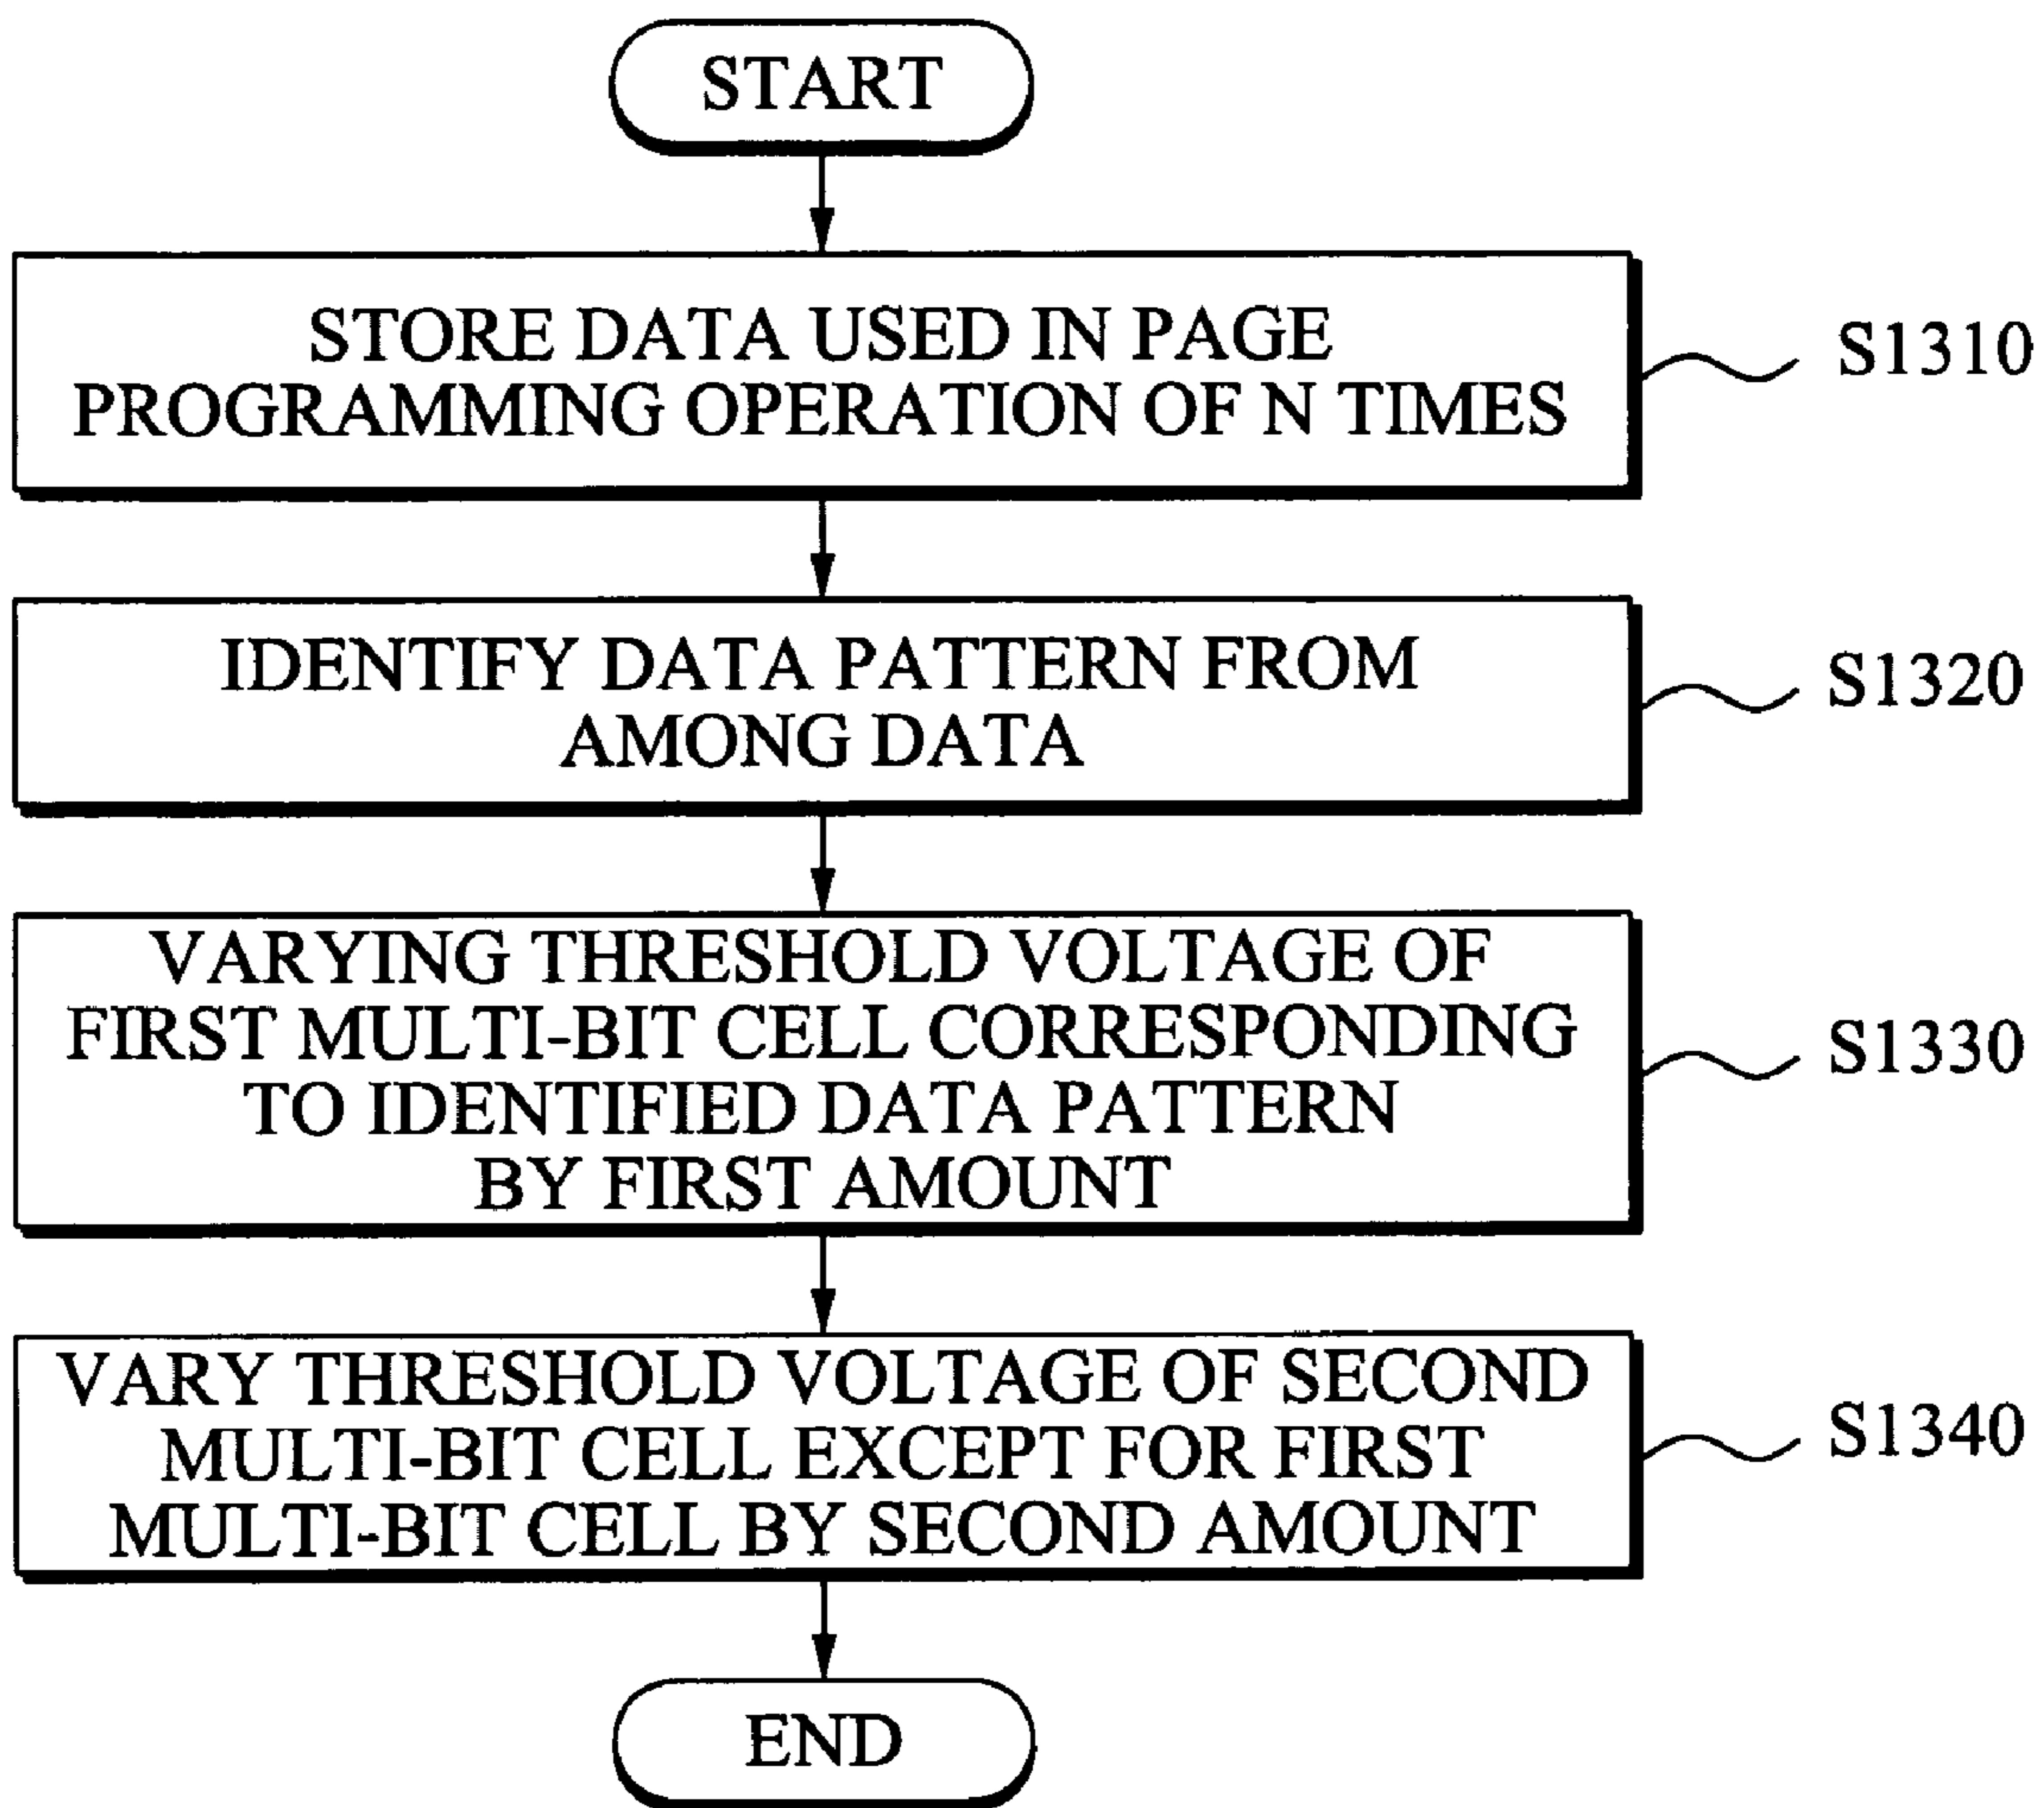 START
STORE DATA USED IN PAGE
PROGRAMMING OPERATION OF N TIMES
S1310
IDENTIFY DATA PATTERN FROM
AMONG DATA
S1320
VARYING THRESHOLD VOLTAGE OF
FIRST MULTI-BIT CELL CORRESPONDING
TO IDENTIFIED DATA PATTERN
BY FIRST AMOUNT
S1330
VARY THRESHOLD VOLTAGE OF SECOND
MULTI-BIT CELL EXCEPT FOR FIRST
MULTI-BIT CELL BY SECOND AMOUNT
S1340
END